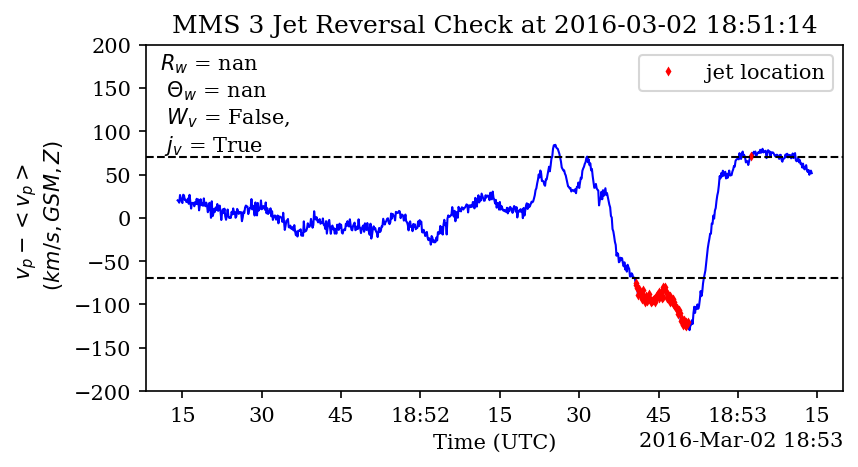 MMS 3 Jet Reversal Check at 2016-03-02 18:51:14
200
150
100
50
0
−50
−100
−150
−200
v_p − < v_p >
(km/s, GSM, Z)
R_w = nan
Θ_w = nan
W_v = False,
j_v = True
jet location
15 30 45 18:52 15 30 45 18:53 15
Time (UTC)
2016-Mar-02 18:53